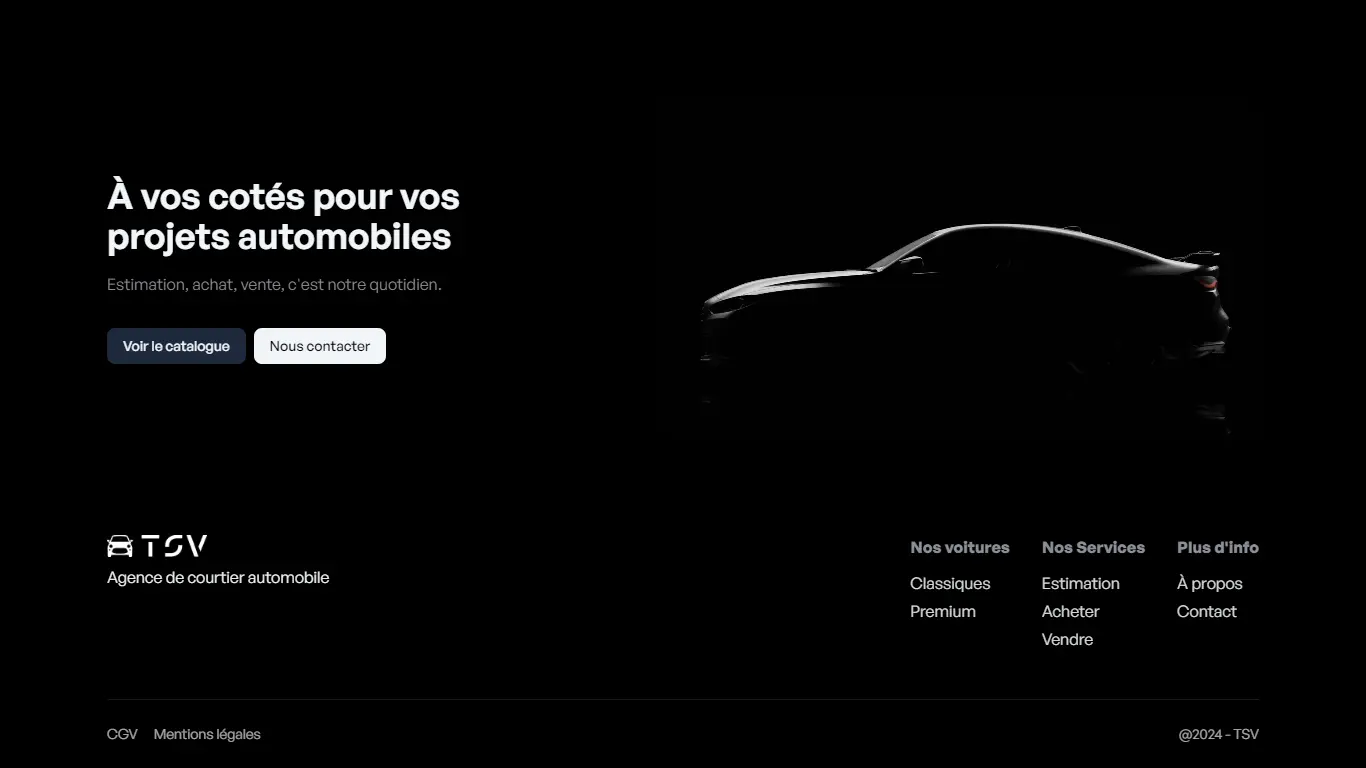 À vos cotés pour vos
projets automobiles
Estimation, achat, vente, c'est notre quotidien.
Voir le catalogue
Nous contacter
TSV
Agence de courtier automobile
Nos voitures
Classiques
Premium
Nos Services
Estimation
Acheter
Vendre
Plus d'info
À propos
Contact
CGV
Mentions légales
@2024 - TSV